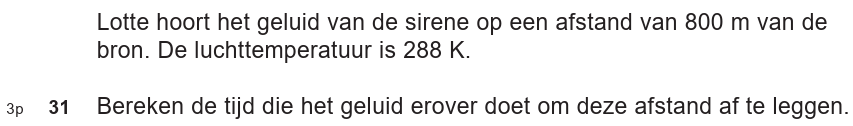 Lotte hoort het geluid van de sirene op een afstand van 800 m van de
bron. De luchttemperatuur is 288 K.
3p 31 Bereken de tijd die het geluid erover doet om deze afstand af te leggen.